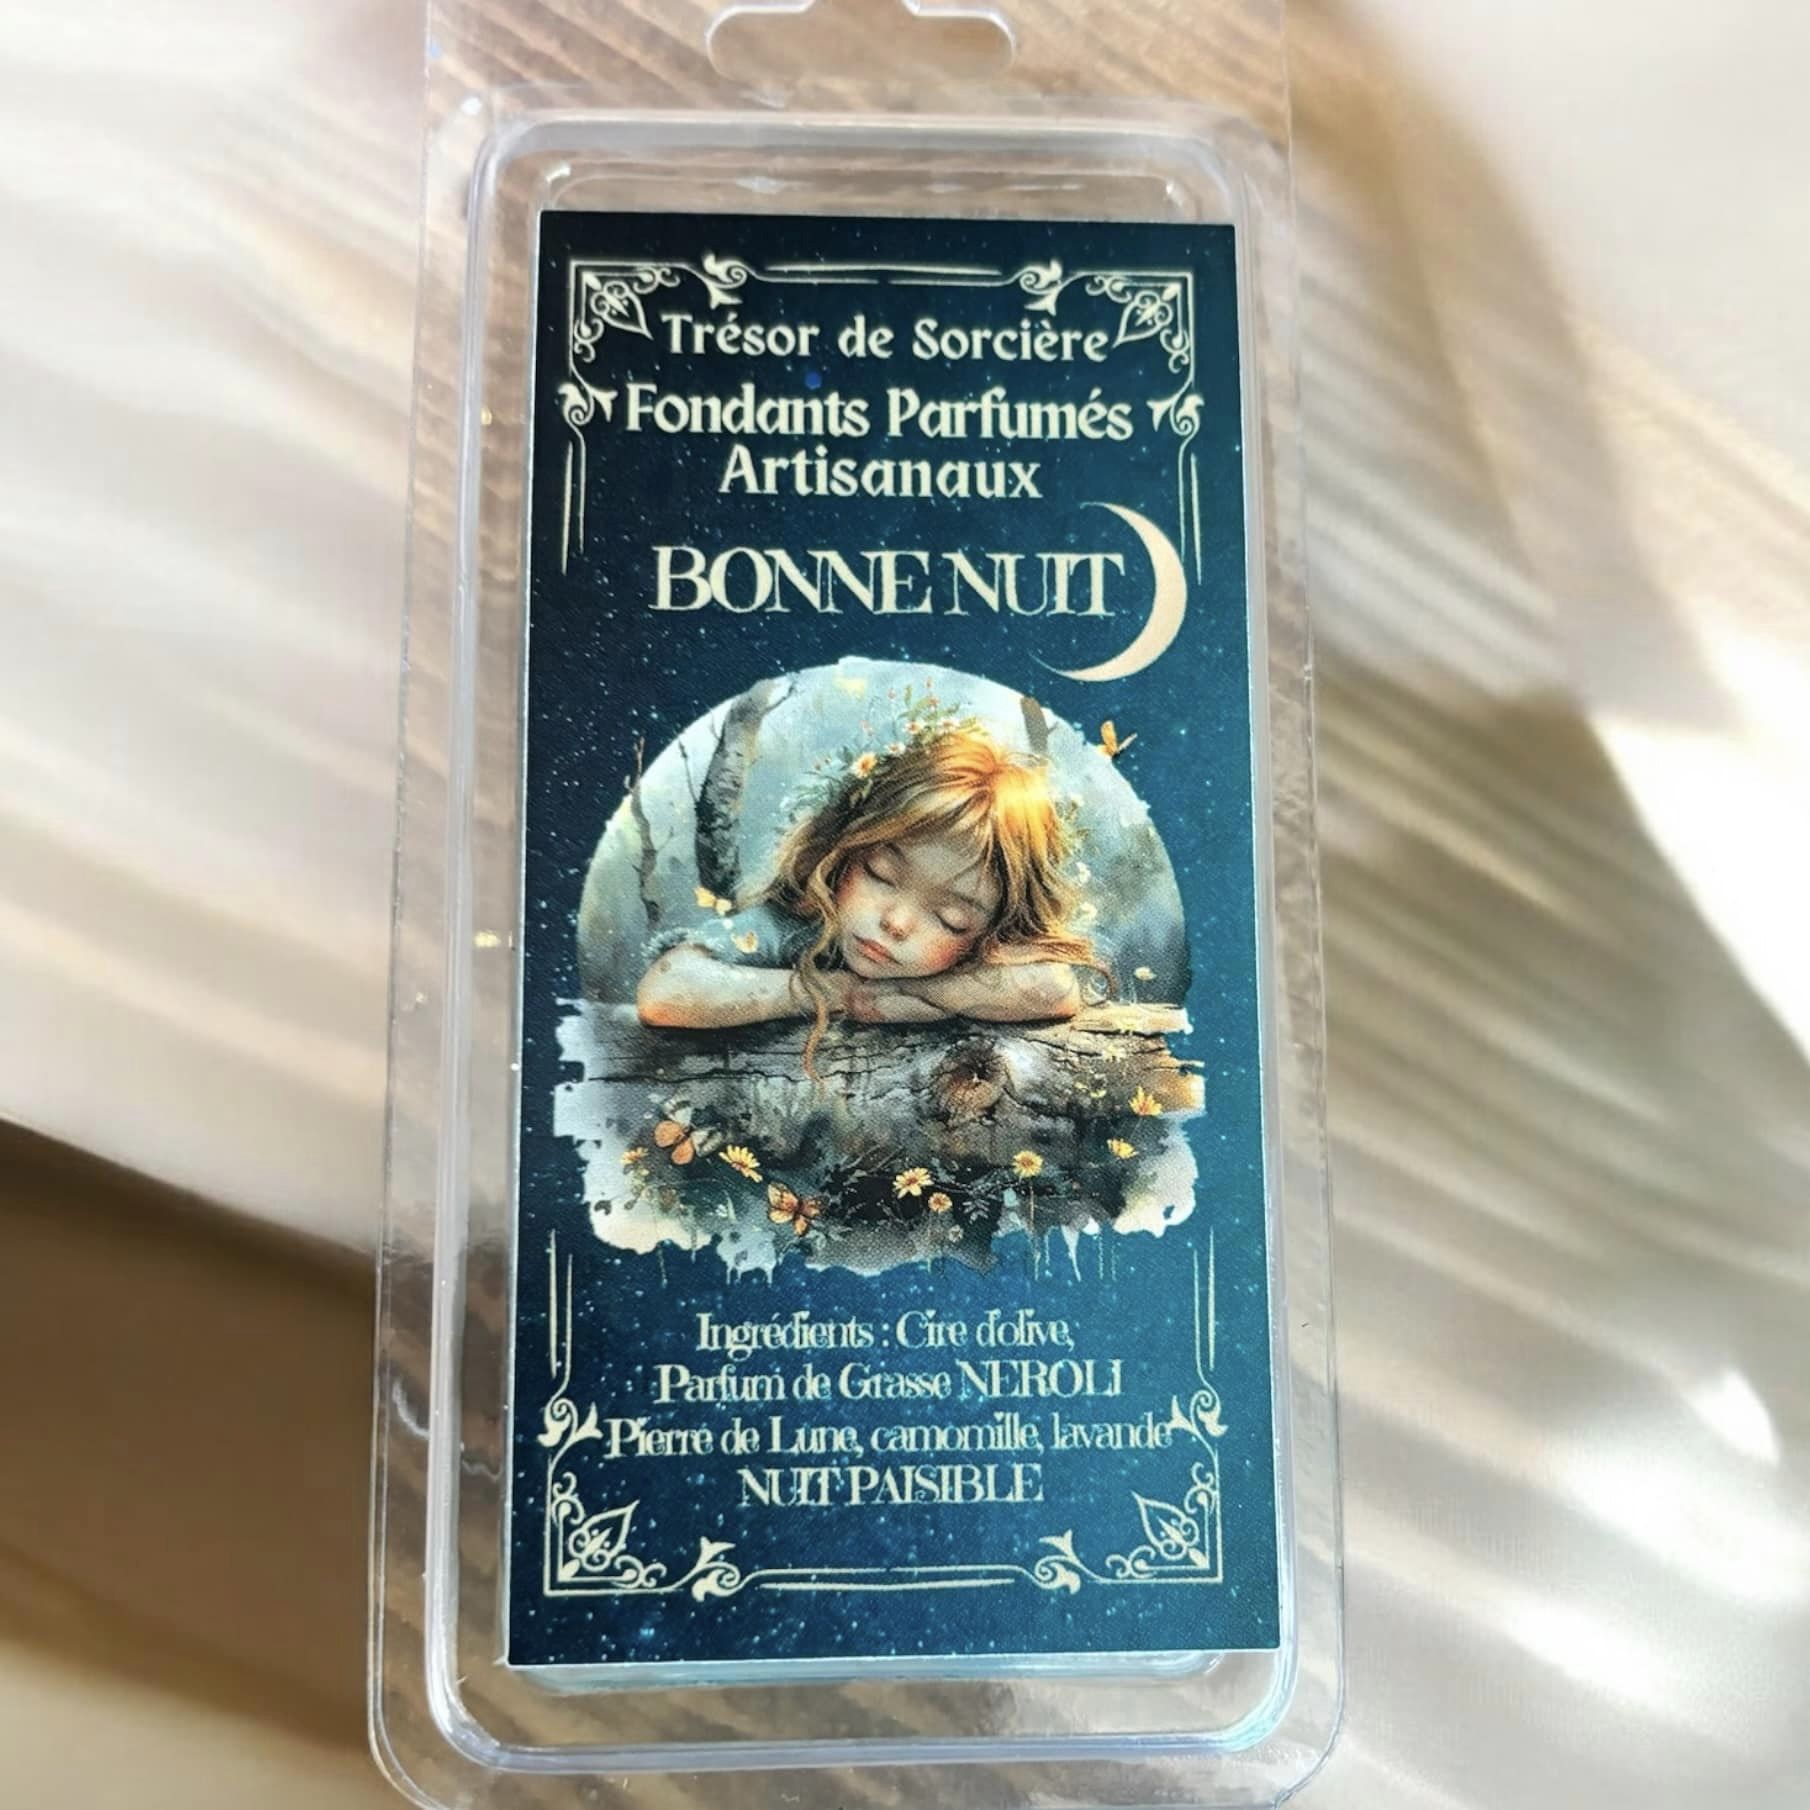 Trésor de Sorcière
Fondants Parfumés
Artisanaux
BONNE NUIT
Ingrédients : Cire d'olive,
Parfum de Grasse NEROLI
Pierre de Lune, camomille, lavande
NUIT PAISIBLE